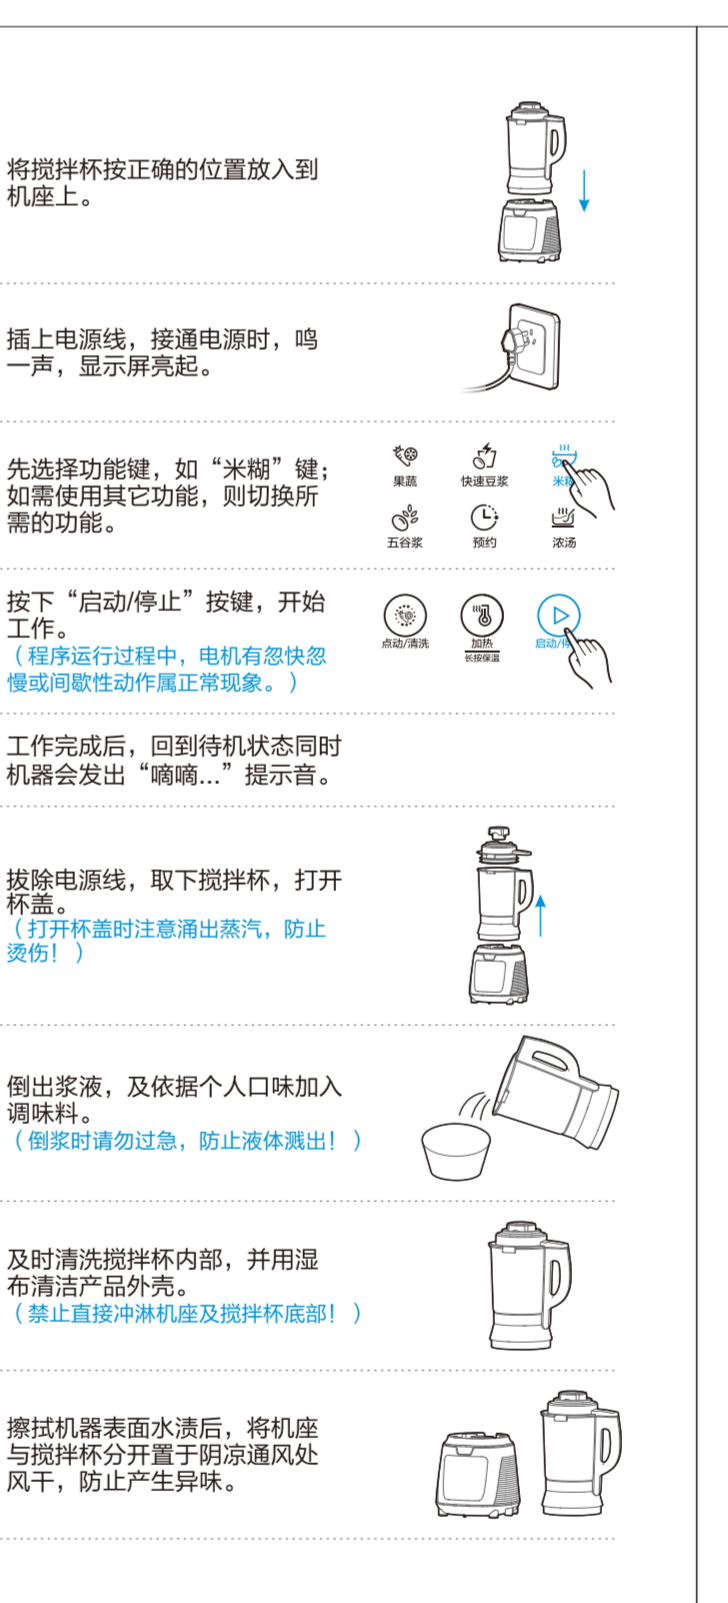 将搅拌杯按正确的位置放入到
机座上。
插上电源线，接通电源时，鸣
一声，显示屏亮起。
先选择功能键，如“米糊”键；
如需使用其它功能，则切换所
需的功能。
果蔬
快速豆浆
米
五谷浆
预约
浓汤
按下“启动/停止”按键，开始
工作。
（程序运行过程中，电机有忽快忽
慢或间歇性动作属正常现象。）
点动/清洗
加热
长按保温
启动/
工作完成后，回到待机状态同时
机器会发出“嘀嘀...”提示音。
拔除电源线，取下搅拌杯，打开
杯盖。
（打开杯盖时注意涌出蒸汽，防止
烫伤！）
倒出浆液，及依据个人口味加入
调味料。
（倒浆时请勿过急，防止液体溅出！）
及时清洗搅拌杯内部，并用湿
布清洁产品外壳。
（禁止直接冲淋机座及搅拌杯底部！）
擦拭机器表面水渍后，将机座
与搅拌杯分开置于阴凉通风处
风干，防止产生异味。